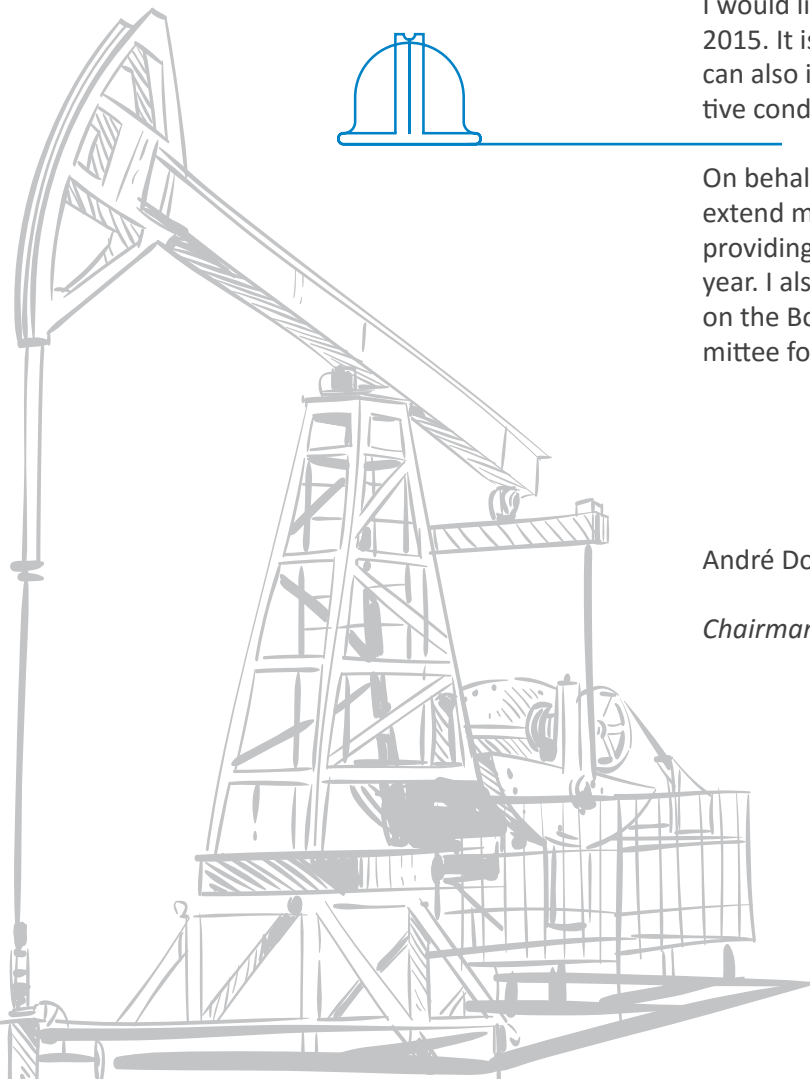 I would li
2015. It is
can also i
tive cond
On behal
extend m
providing
year. I als
on the Bo
mittee fo
André Do
Chairman